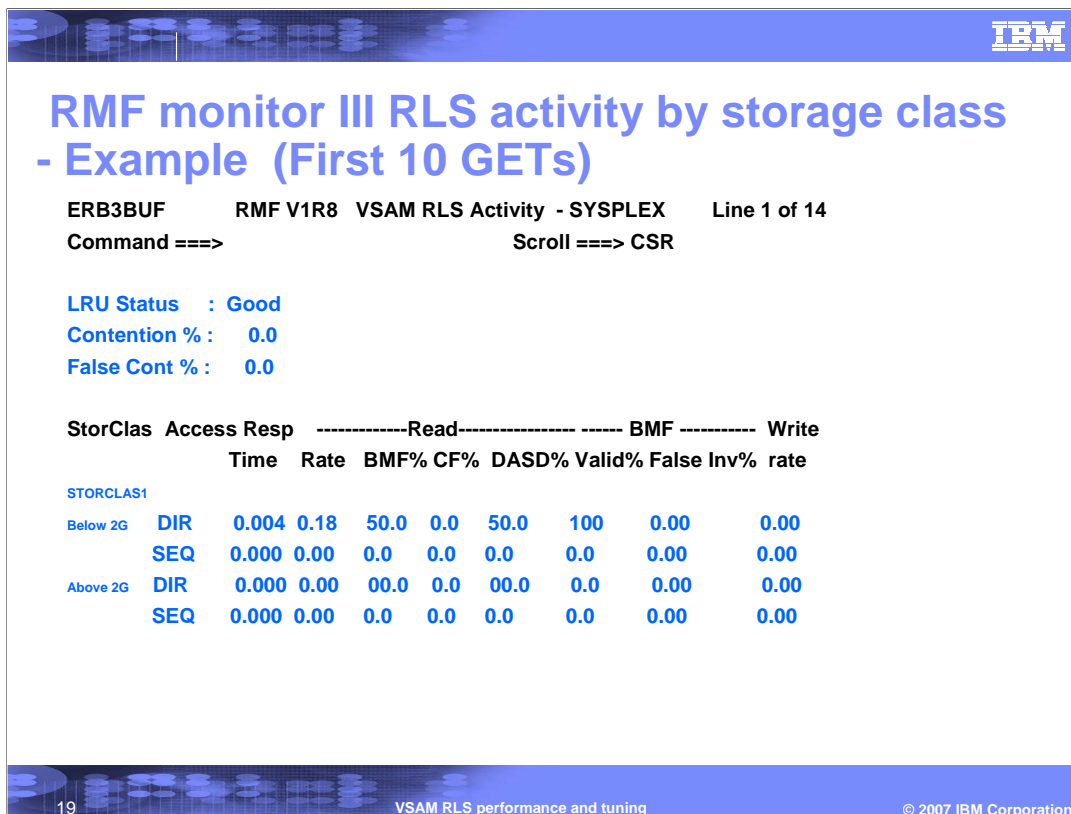 IBM
RMF monitor III RLS activity by storage class
- Example (First 10 GETs)
ERB3BUF RMF V1R8 VSAM RLS Activity - SYSPLEX Line 1 of 14
Command ===> Scroll ===> CSR
LRU Status : Good
Contention % : 0.0
False Cont % : 0.0
StorClas Access Resp -------------Read----------------- ------ BMF ----------- Write
Time Rate BMF% CF% DASD% Valid% False Inv% rate
STORCLAS1
Below 2G DIR 0.004 0.18 50.0 0.0 50.0 100 0.00 0.00
SEQ 0.000 0.00 0.0 0.0 0.0 0.0 0.00 0.00
Above 2G DIR 0.000 0.00 00.0 0.0 00.0 0.0 0.00 0.00
SEQ 0.000 0.00 0.0 0.0 0.0 0.0 0.00 0.00
19 VSAM RLS performance and tuning © 2007 IBM Corporation